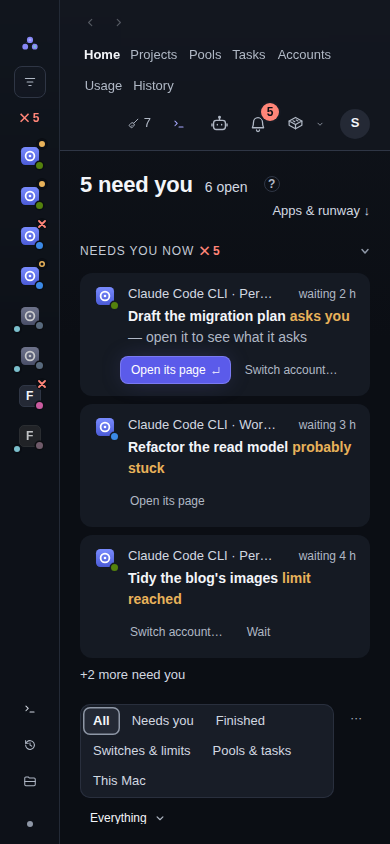 Home Projects Pools Tasks Accounts
Usage History
7
5
S
5
F
F
5 need you 6 open ?
Apps & runway ↓
NEEDS YOU NOW 5
Claude Code CLI · Per… waiting 2 h
Draft the migration plan asks you
— open it to see what it asks
Open its page ↵ Switch account…
Claude Code CLI · Wor… waiting 3 h
Refactor the read model probably
stuck
Open its page
Claude Code CLI · Per… waiting 4 h
Tidy the blog's images limit
reached
Switch account… Wait
+2 more need you
All Needs you Finished
Switches & limits Pools & tasks
This Mac
Everything